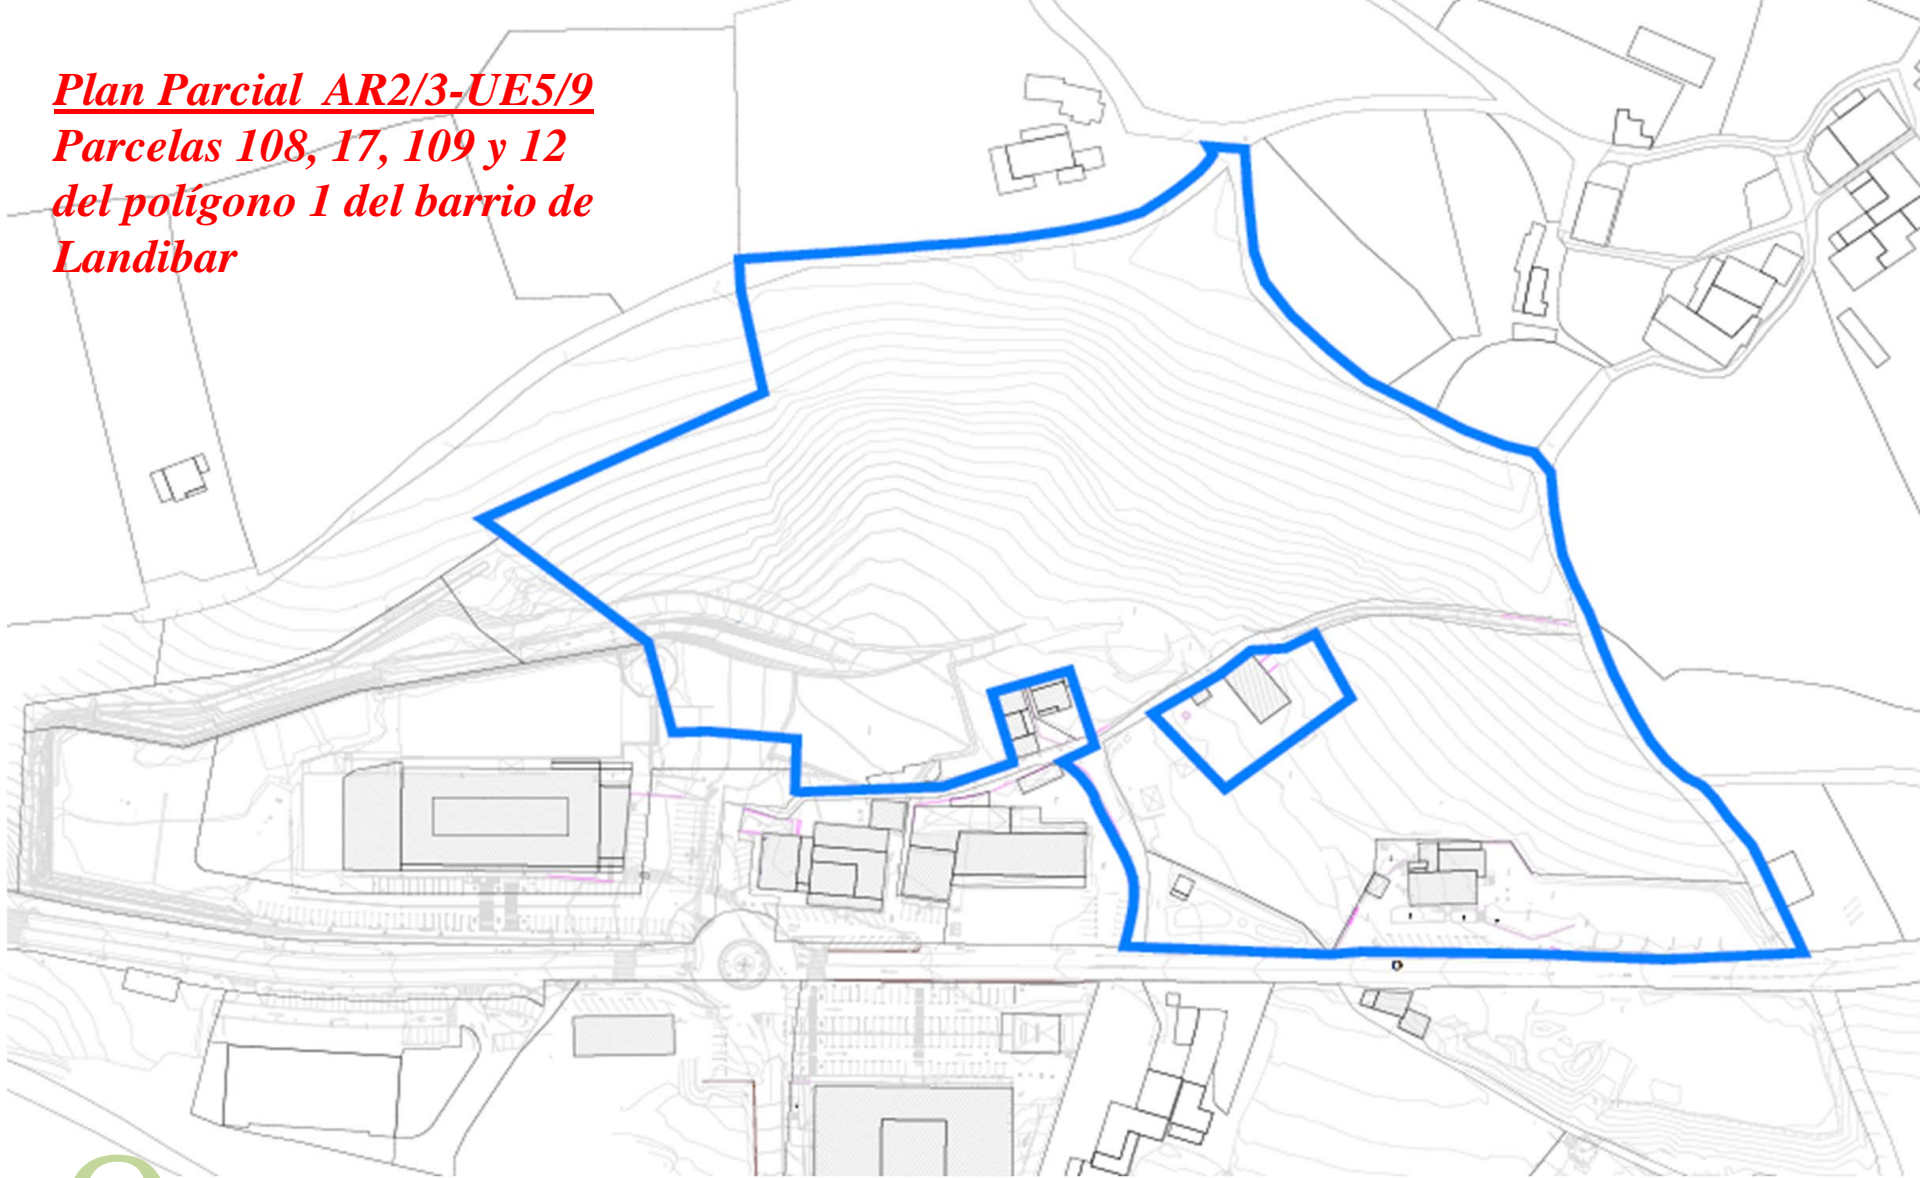 Plan Parcial AR2/3-UE5/9
Parcelas 108, 17, 109 y 12
del polígono 1 del barrio de
Landibar